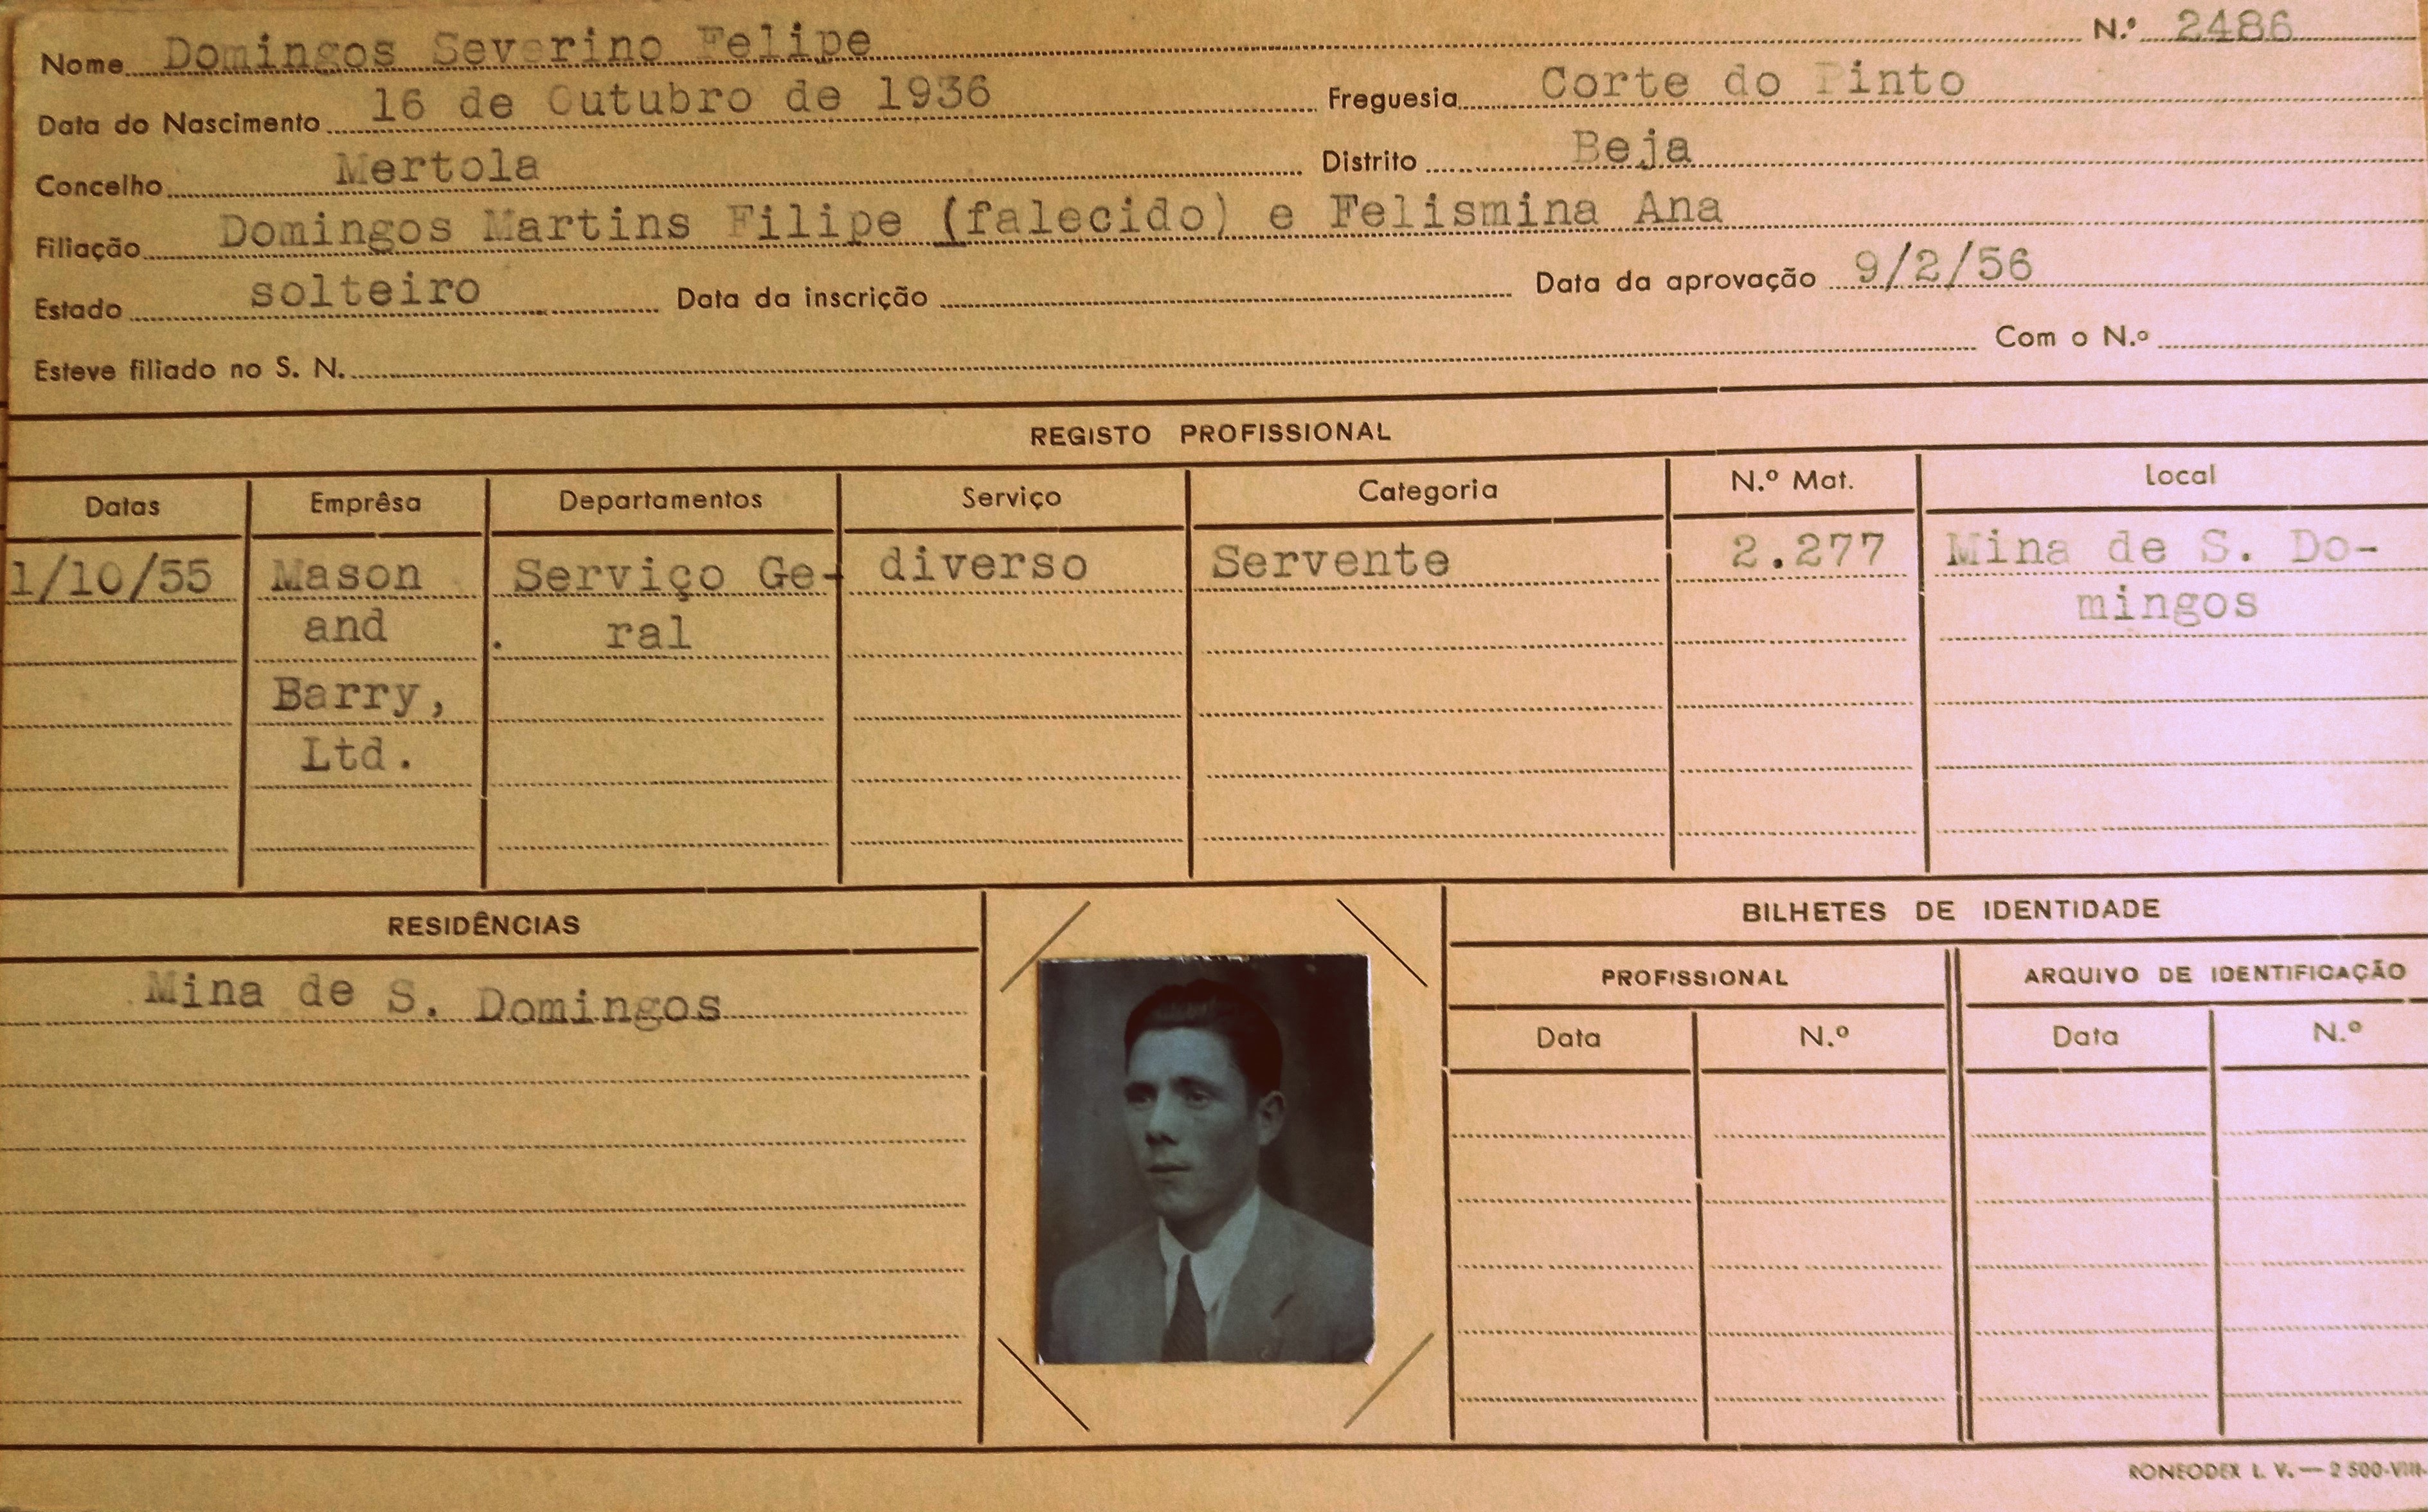 Nome Domingos Severino Felipe N.º 2486
Data do Nascimento 16 de Outubro de 1936 Freguesia Corte do Pinto
Concelho Mertola Distrito Beja
Filiação Domingos Martins Filipe (falecido) e Felismina Ana
Estado solteiro Data da inscrição Data da aprovação 9/2/56
Esteve filiado no S. N. Com o N.º
REGISTO PROFISSIONAL
Datas Emprêsa Departamentos Serviço Categoria N.º Mat. Local
1/10/55 Mason Serviço Ge- diverso Servente 2.277 Mina de S. Do-
and ral mingos
Barry,
Ltd.
RESIDÊNCIAS BILHETES DE IDENTIDADE
Mina de S. Domingos PROFISSIONAL ARQUIVO DE IDENTIFICAÇÃO
Data N.º Data N.º
RONEODEX L. V. — 2 500-VIII-